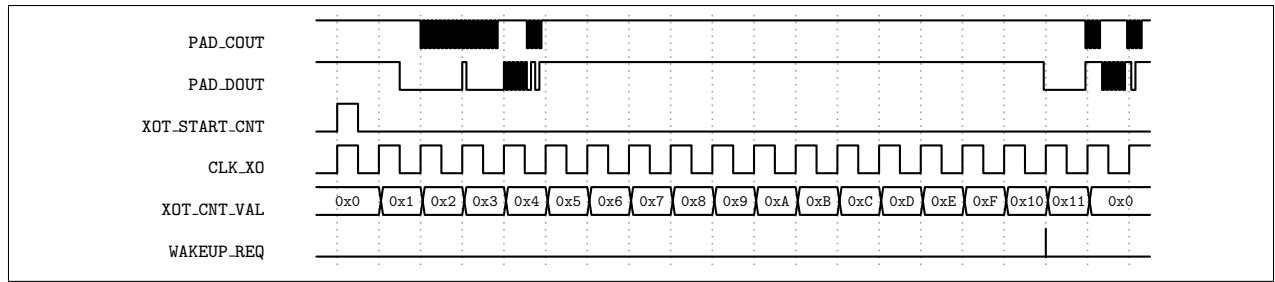 PAD_COUT
PAD_DOUT
XOT_START_CNT
CLK_XO
XOT_CNT_VAL 0x0 0x1 0x2 0x3 0x4 0x5 0x6 0x7 0x8 0x9 0xA 0xB 0xC 0xD 0xE 0xF 0x10 0x11 0x0
WAKEUP_REQ